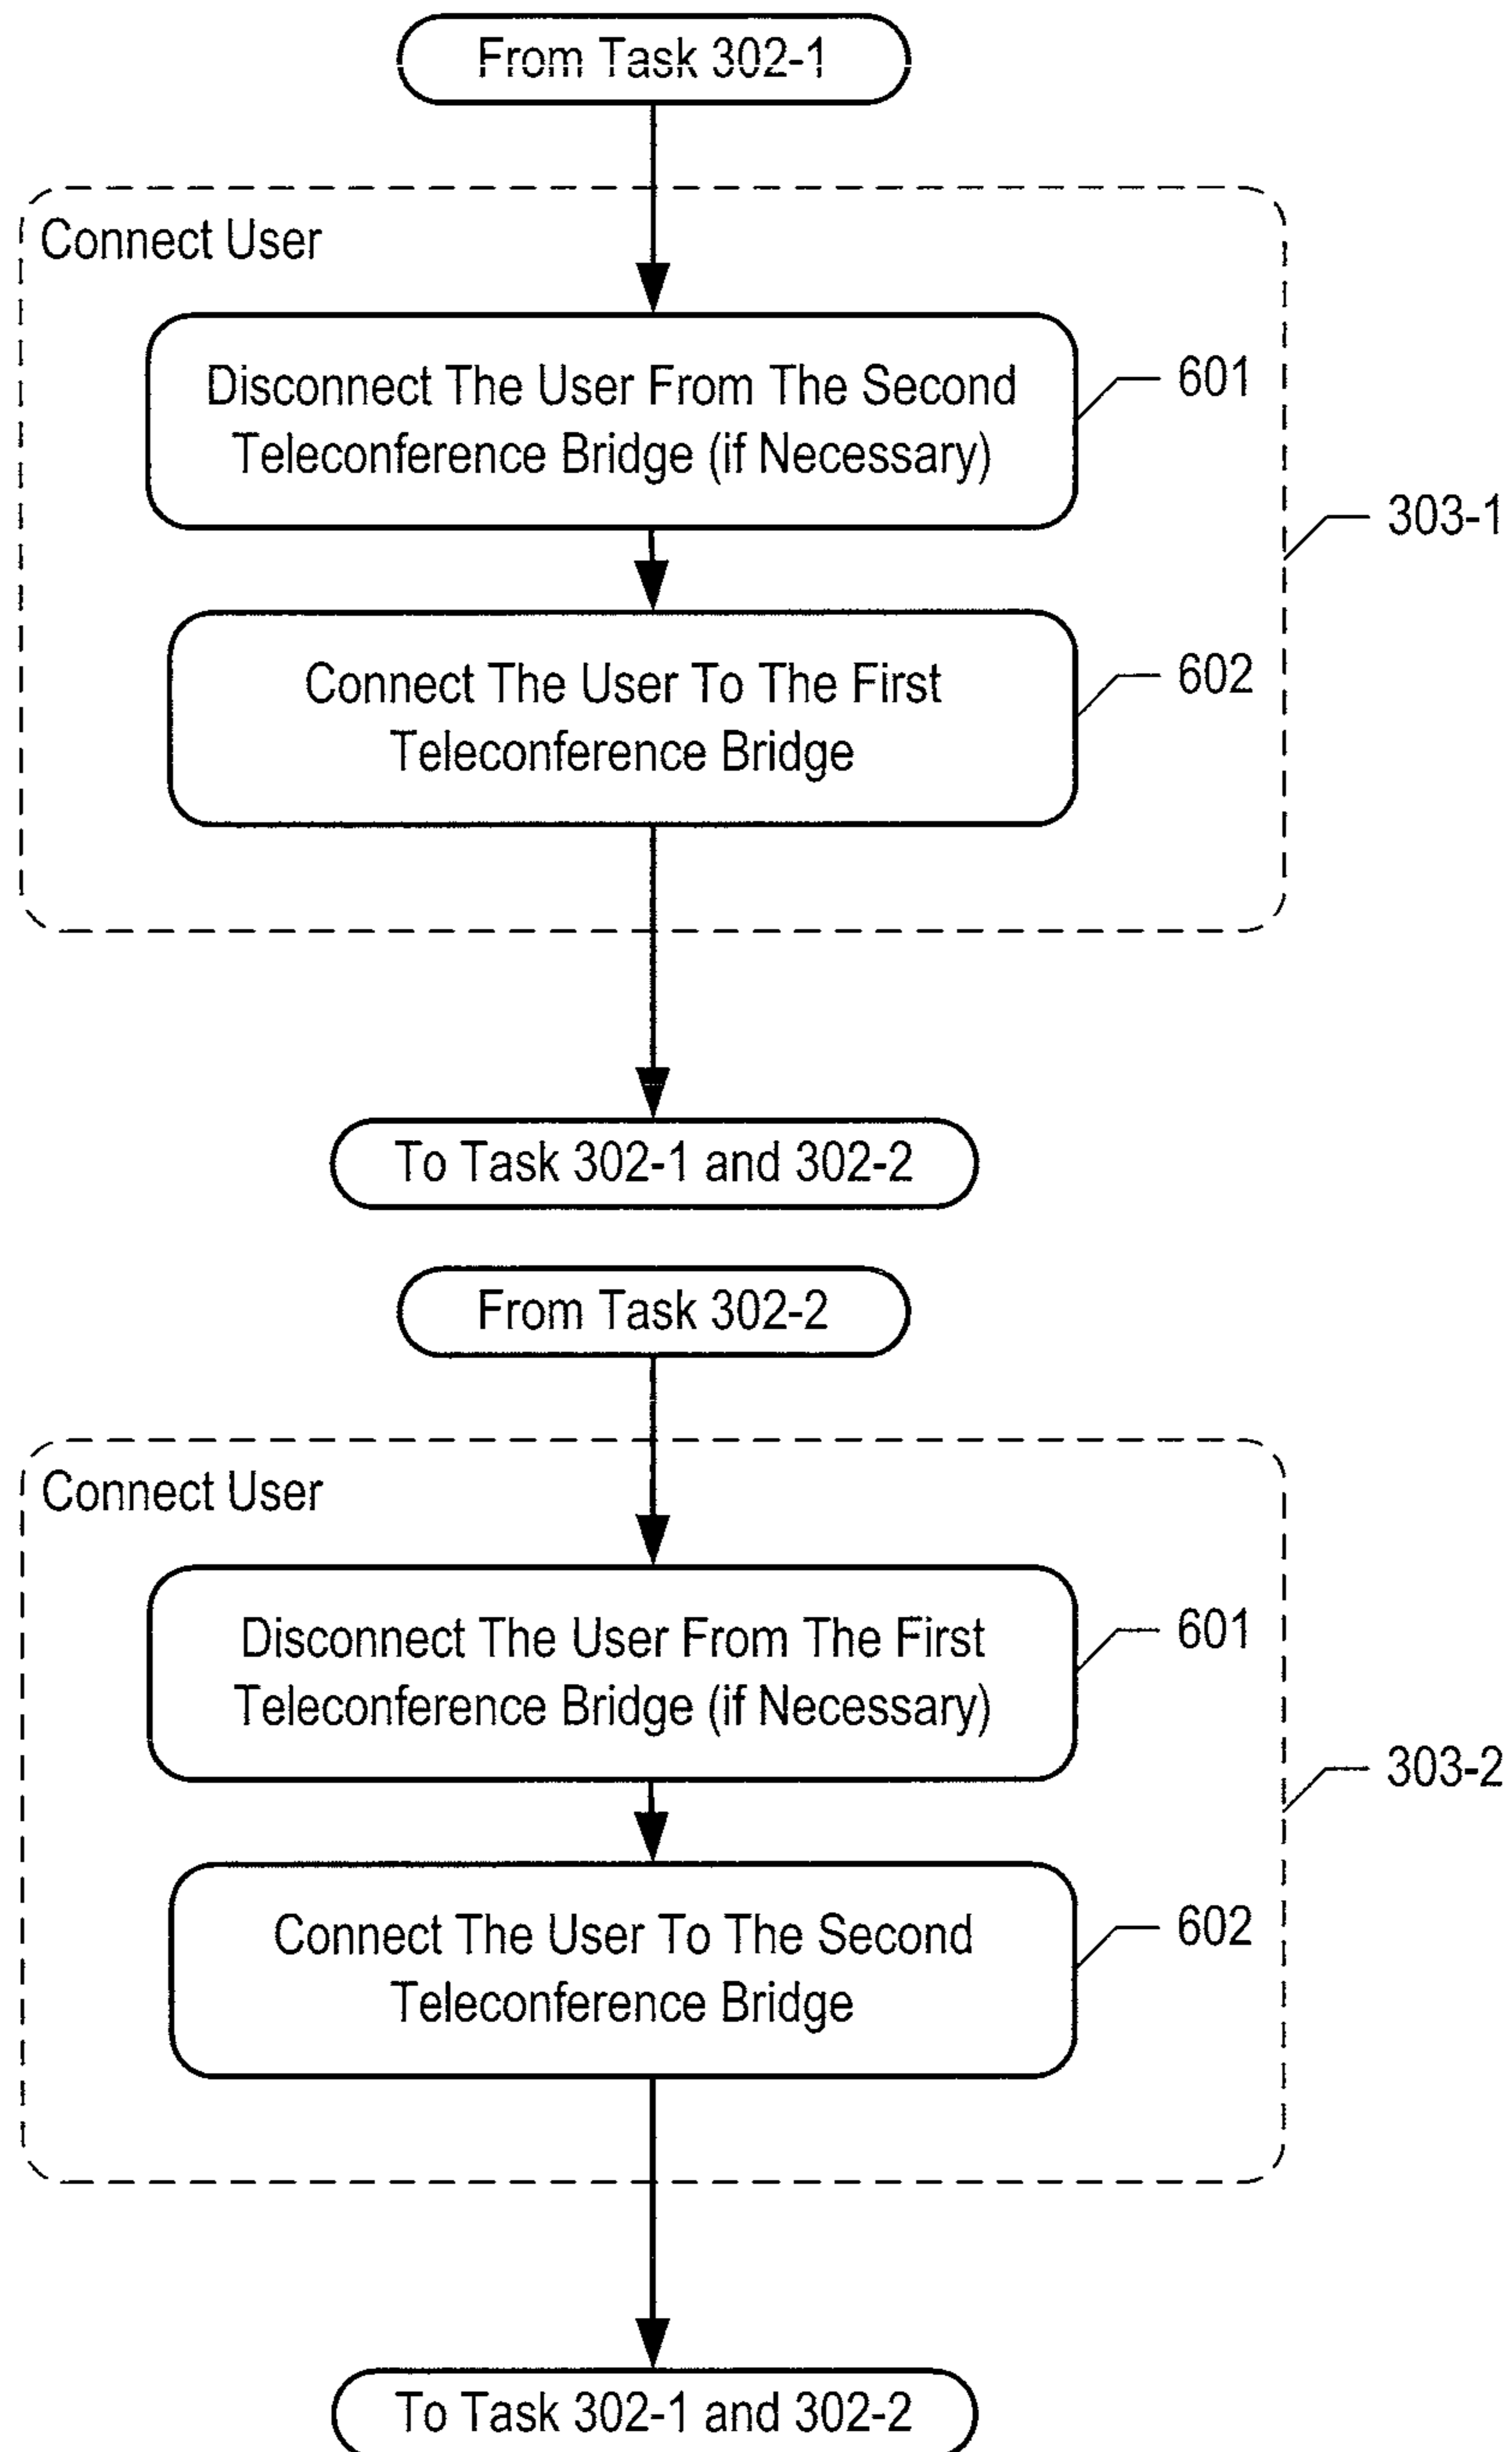 From Task 302-1
Connect User
Disconnect The User From The Second
Teleconference Bridge (if Necessary)
601
303-1
Connect The User To The First
Teleconference Bridge
602
To Task 302-1 and 302-2
From Task 302-2
Connect User
Disconnect The User From The First
Teleconference Bridge (if Necessary)
601
303-2
Connect The User To The Second
Teleconference Bridge
602
To Task 302-1 and 302-2